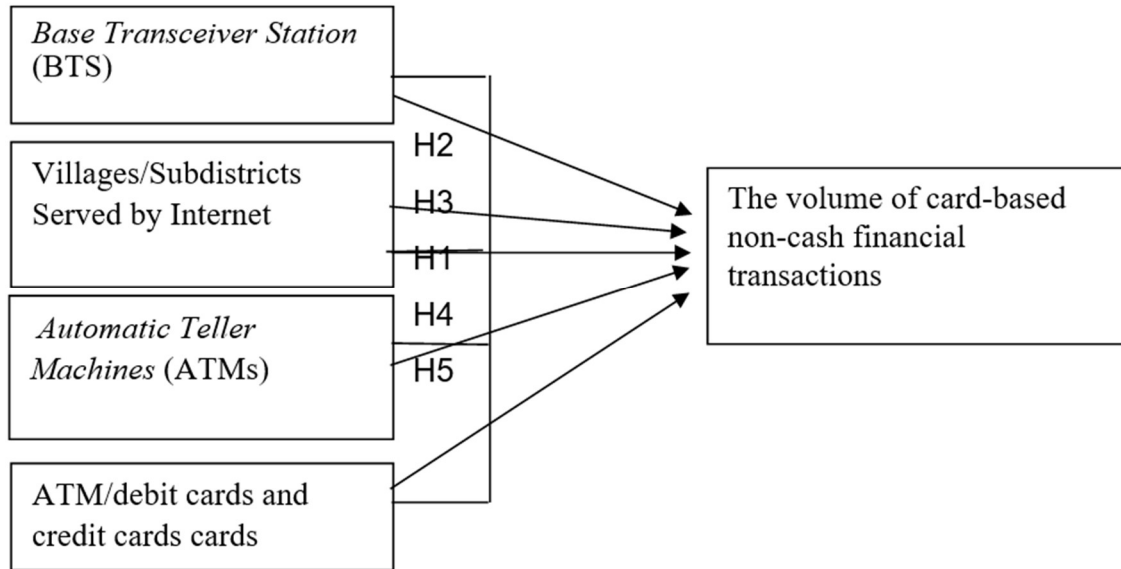 Base Transceiver Station
(BTS)
Villages/Subdistricts
Served by Internet
Automatic Teller
Machines (ATMs)
ATM/debit cards and
credit cards cards
H2
H3
H1
H4
H5
The volume of card-based
non-cash financial
transactions